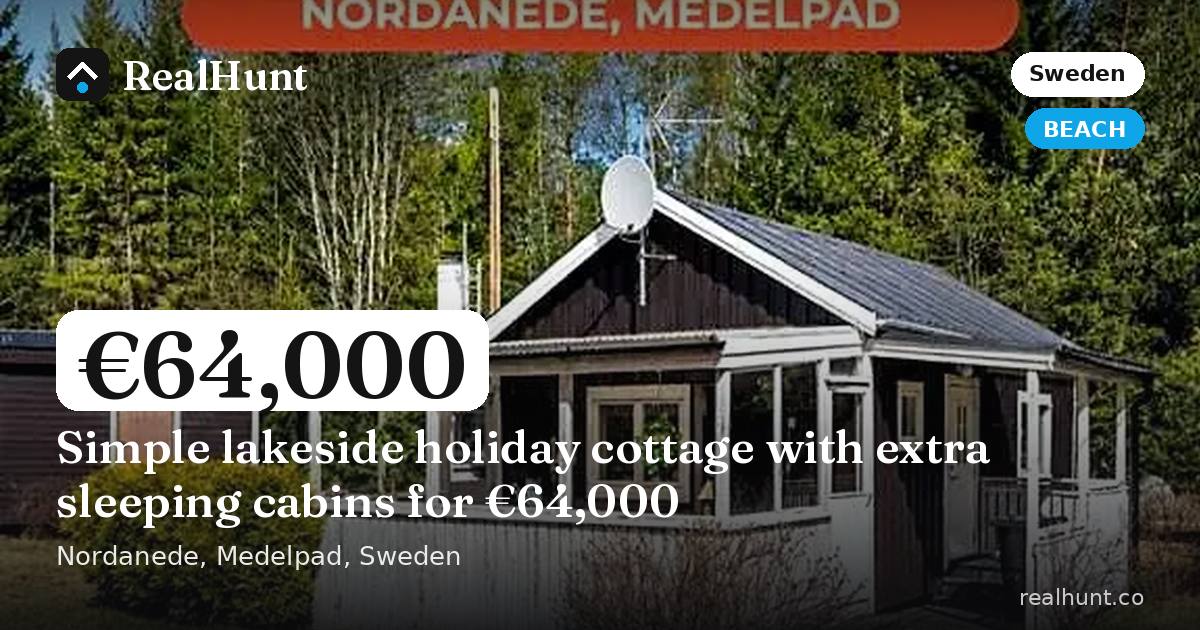 NORDANEDE, MEDELPAD
RealHunt
Sweden
BEACH
€64,000
Simple lakeside holiday cottage with extra
sleeping cabins for €64,000
Nordanede, Medelpad, Sweden
realhunt.co